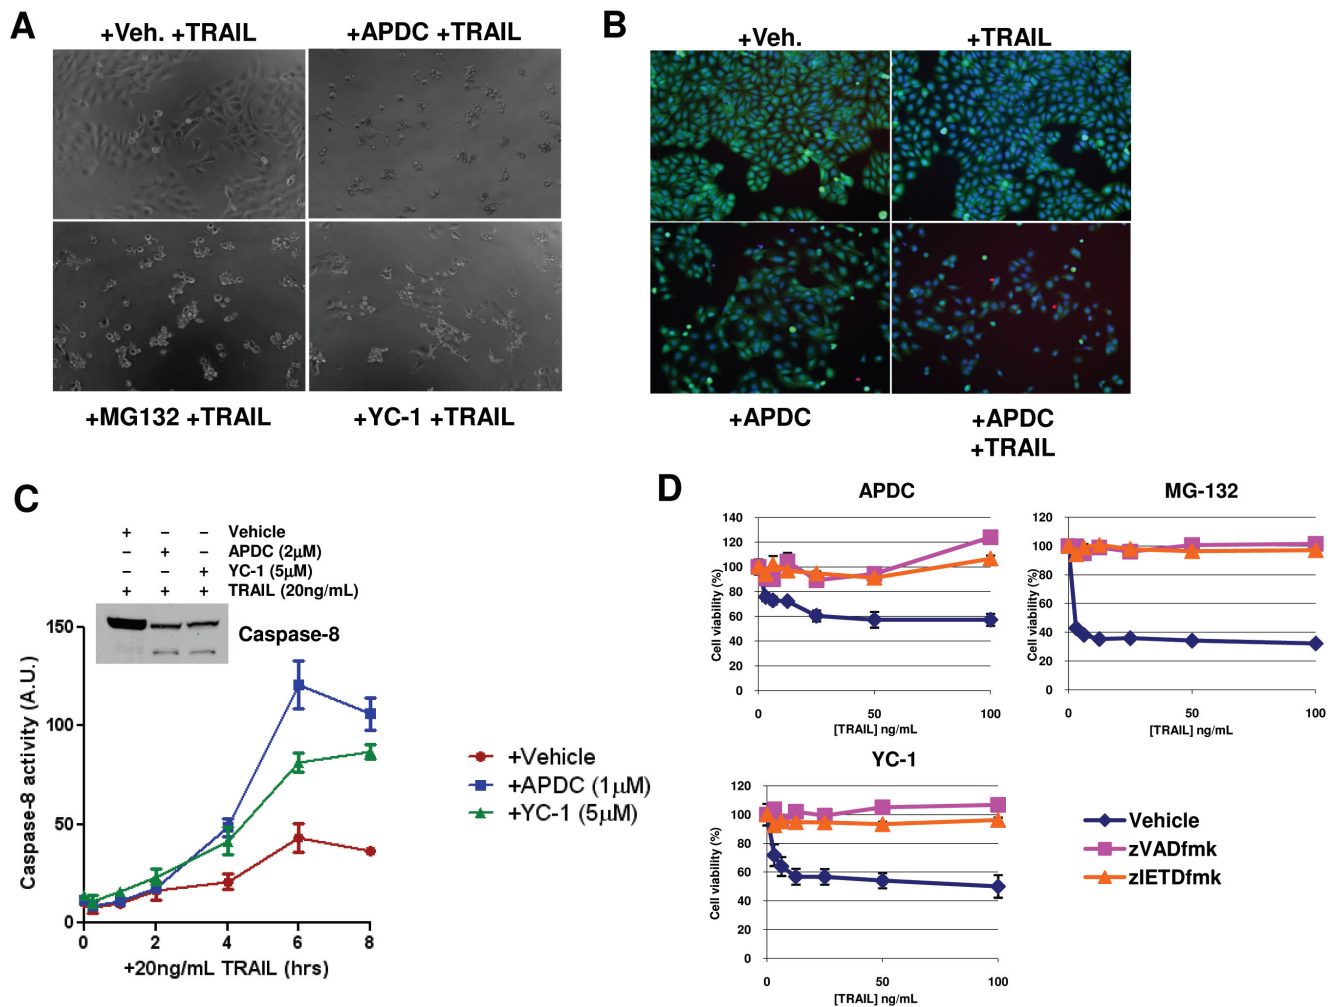 A
+Veh. +TRAIL
+APDC +TRAIL
+MG132 +TRAIL
+YC-1 +TRAIL
B
+Veh.
+TRAIL
+APDC
+APDC
+TRAIL
C
+ – – Vehicle
– + – APDC (2µM)
– – + YC-1 (5µM)
+ + + TRAIL (20ng/mL)
Caspase-8
Caspase-8 activity (A.U.)
150
100
50
0
0 2 4 6 8
+20ng/mL TRAIL (hrs)
+Vehicle
+APDC (1µM)
+YC-1 (5µM)
D
APDC
Cell viability (%)
140
120
100
80
60
40
20
0
0 50 100
[TRAIL] ng/mL
MG-132
Cell viability (%)
120
100
80
60
40
20
0
0 50 100
[TRAIL] ng/mL
YC-1
Cell viability (%)
120
100
80
60
40
20
0
0 50 100
[TRAIL] ng/mL
Vehicle
zVADfmk
zIETDfmk